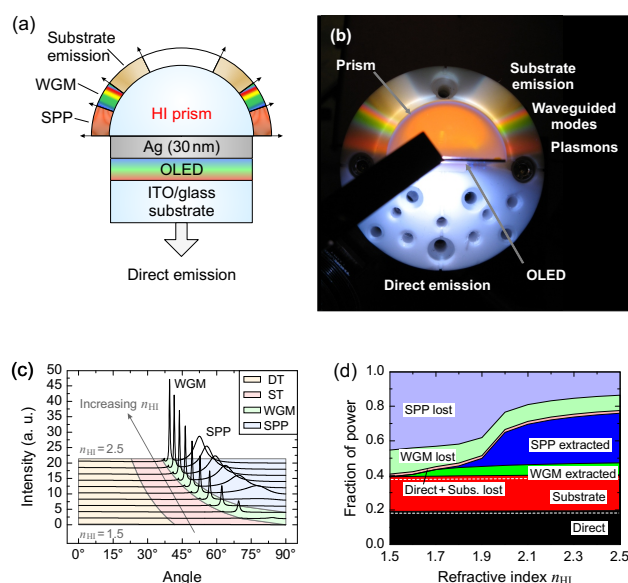 (a)
Substrate
emission
WGM
SPP
HI prism
Ag (30 nm)
OLED
ITO/glass
substrate
Direct emission
(b)
Prism
Substrate
emission
Waveguided
modes
Plasmons
Direct emission
OLED
(c)
50
45
40
35
30
25
20
15
10
5
0
Intensity (a. u.)
WGM
SPP
DT
ST
WGM
SPP
Increasing nHI
nHI = 2.5
nHI = 1.5
0° 15° 30° 45° 60° 75° 90°
Angle
(d)
1.0
0.8
0.6
0.4
0.2
0.0
Fraction of power
SPP lost
WGM lost
SPP extracted
WGM extracted
Direct + Subs. lost
Substrate
Direct
1.5 1.7 1.9 2.1 2.3 2.5
Refractive index nHI